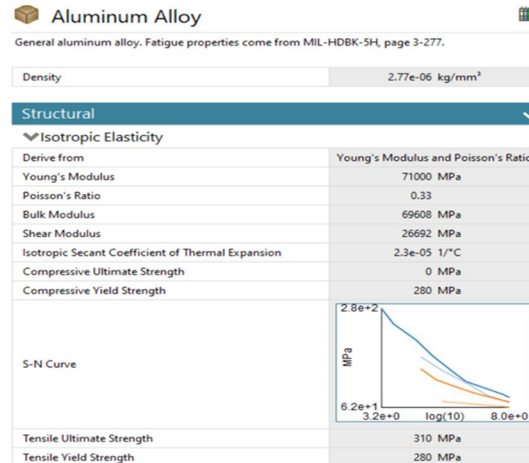 Aluminum Alloy
General aluminum alloy. Fatigue properties come from MIL-HDBK-5H, page 3-277.
Density 2.77e-06 kg/mm³
Structural
Isotropic Elasticity
Derive from Young's Modulus and Poisson's Ratio
Young's Modulus 71000 MPa
Poisson's Ratio 0.33
Bulk Modulus 69608 MPa
Shear Modulus 26692 MPa
Isotropic Secant Coefficient of Thermal Expansion 2.3e-05 1/°C
Compressive Ultimate Strength 0 MPa
Compressive Yield Strength 280 MPa
2.8e+2
MPa
S-N Curve
6.2e+1
3.2e+0 log(10) 8.0e+0
Tensile Ultimate Strength 310 MPa
Tensile Yield Strength 280 MPa